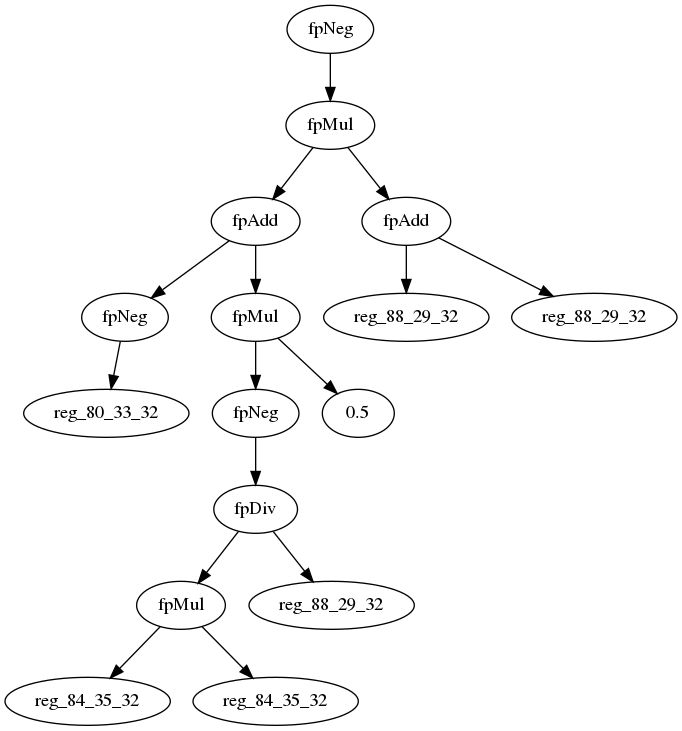 fpNeg
fpMul
fpAdd
fpAdd
fpNeg
fpMul
reg_88_29_32
reg_88_29_32
reg_80_33_32
fpNeg
0.5
fpDiv
fpMul
reg_88_29_32
reg_84_35_32
reg_84_35_32